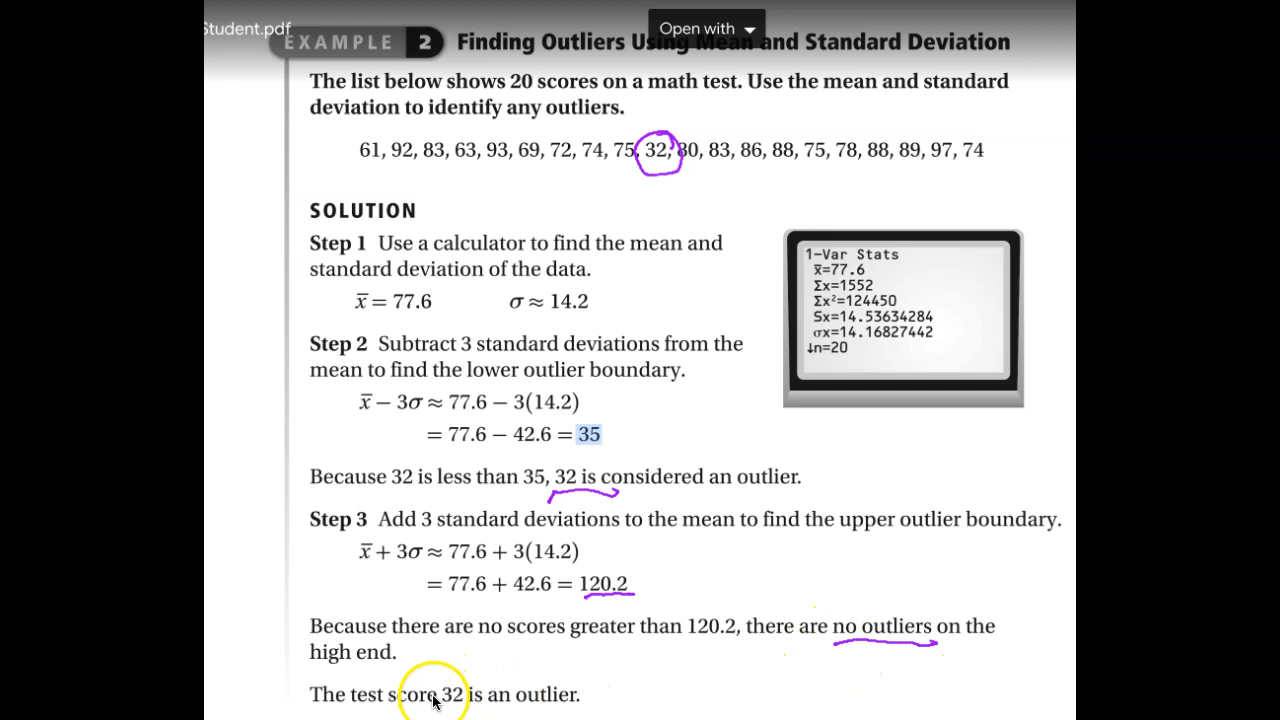 Student.pdf
Open with
EXAMPLE 2 Finding Outliers Using Mean and Standard Deviation
The list below shows 20 scores on a math test. Use the mean and standard
deviation to identify any outliers.
61, 92, 83, 63, 93, 69, 72, 74, 75, 32, 80, 83, 86, 88, 75, 78, 88, 89, 97, 74
SOLUTION
Step 1 Use a calculator to find the mean and
standard deviation of the data.
x̅ = 77.6 σ ≈ 14.2
1-Var Stats
x̅=77.6
Σx=1552
Σx²=124450
Sx=14.53634284
σx=14.16827442
↓n=20
Step 2 Subtract 3 standard deviations from the
mean to find the lower outlier boundary.
x̅ − 3σ ≈ 77.6 − 3(14.2)
= 77.6 − 42.6 = 35
Because 32 is less than 35, 32 is considered an outlier.
Step 3 Add 3 standard deviations to the mean to find the upper outlier boundary.
x̅ + 3σ ≈ 77.6 + 3(14.2)
= 77.6 + 42.6 = 120.2
Because there are no scores greater than 120.2, there are no outliers on the
high end.
The test score 32 is an outlier.